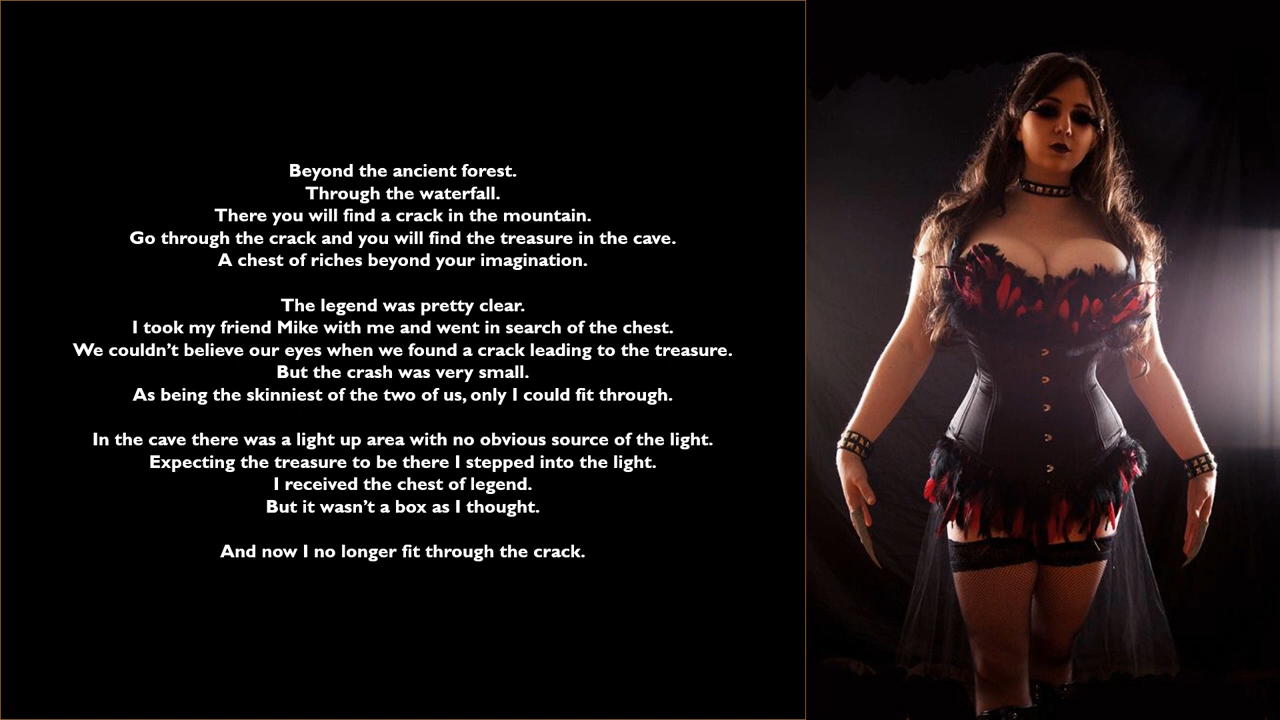 Beyond the ancient forest.
Through the waterfall.
There you will find a crack in the mountain.
Go through the crack and you will find the treasure in the cave.
A chest of riches beyond your imagination.
The legend was pretty clear.
I took my friend Mike with me and went in search of the chest.
We couldn’t believe our eyes when we found a crack leading to the treasure.
But the crash was very small.
As being the skinniest of the two of us, only I could fit through.
In the cave there was a light up area with no obvious source of the light.
Expecting the treasure to be there I stepped into the light.
I received the chest of legend.
But it wasn’t a box as I thought.
And now I no longer fit through the crack.